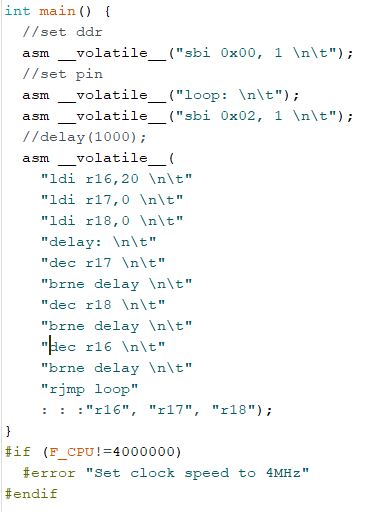 int main() {
//set ddr
asm __volatile__("sbi 0x00, 1 \n\t");
//set pin
asm __volatile__("loop: \n\t");
asm __volatile__("sbi 0x02, 1 \n\t");
//delay(1000);
asm __volatile__(
"ldi r16,20 \n\t"
"ldi r17,0 \n\t"
"ldi r18,0 \n\t"
"delay: \n\t"
"dec r17 \n\t"
"brne delay \n\t"
"dec r18 \n\t"
"brne delay \n\t"
"dec r16 \n\t"
"brne delay \n\t"
"rjmp loop"
: : :"r16", "r17", "r18");
}
#if (F_CPU!=4000000)
#error "Set clock speed to 4MHz"
#endif